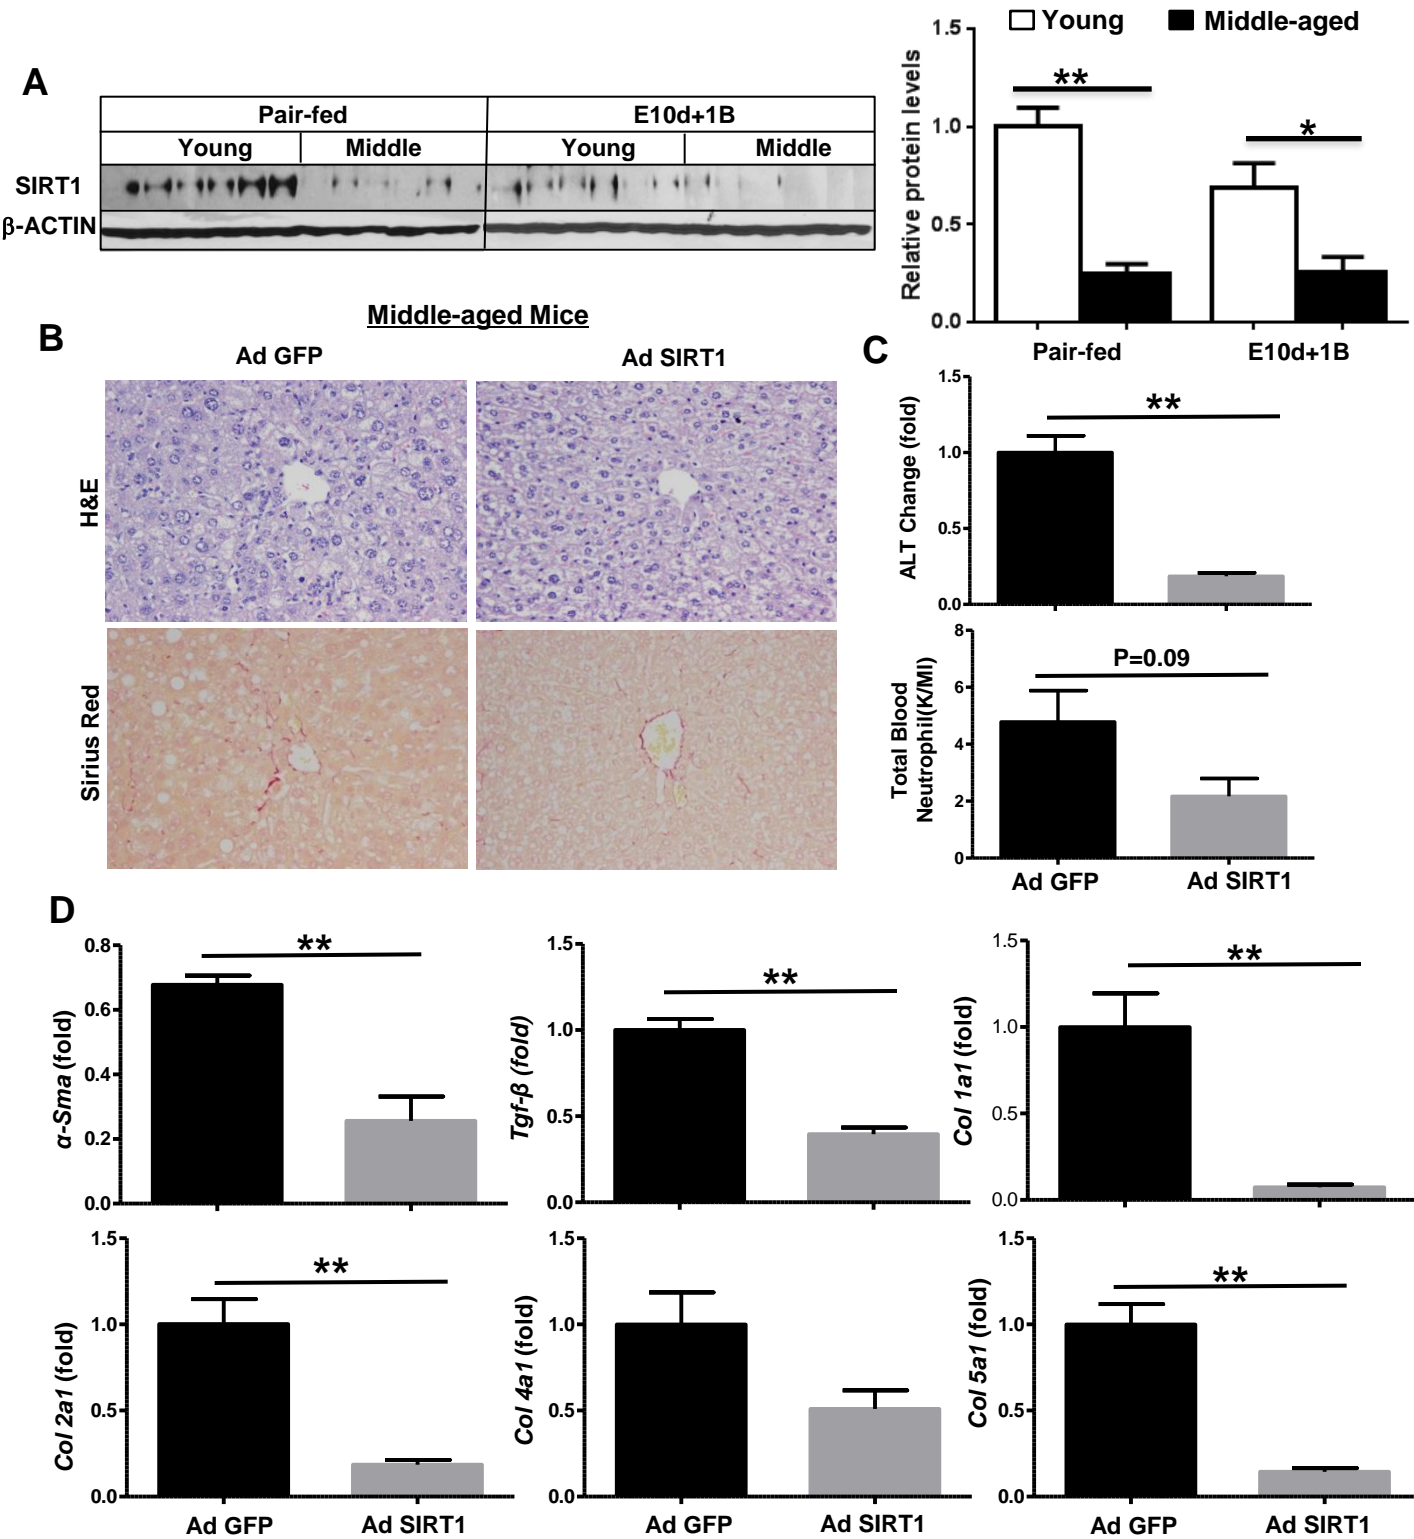 A
Pair-fed
E10d+1B
Young
Middle
Young
Middle
SIRT1
β-ACTIN
Young
Middle-aged
Relative protein levels
1.5
1.0
0.5
0.0
**
*
Pair-fed
E10d+1B
B
Middle-aged Mice
Ad GFP
Ad SIRT1
H&E
Sirius Red
C
ALT Change (fold)
1.5
1.0
0.5
0.0
**
Total Blood
Neutrophil(K/Ml)
8
6
4
2
0
P=0.09
Ad GFP
Ad SIRT1
D
α-Sma (fold)
0.8
0.6
0.4
0.2
0.0
**
Tgf-β (fold)
1.5
1.0
0.5
0.0
**
Col 1a1 (fold)
1.5
1.0
0.5
0.0
**
Col 2a1 (fold)
1.5
1.0
0.5
0.0
**
Ad GFP
Ad SIRT1
Col 4a1 (fold)
1.5
1.0
0.5
0.0
Ad GFP
Ad SIRT1
Col 5a1 (fold)
1.5
1.0
0.5
0.0
**
Ad GFP
Ad SIRT1